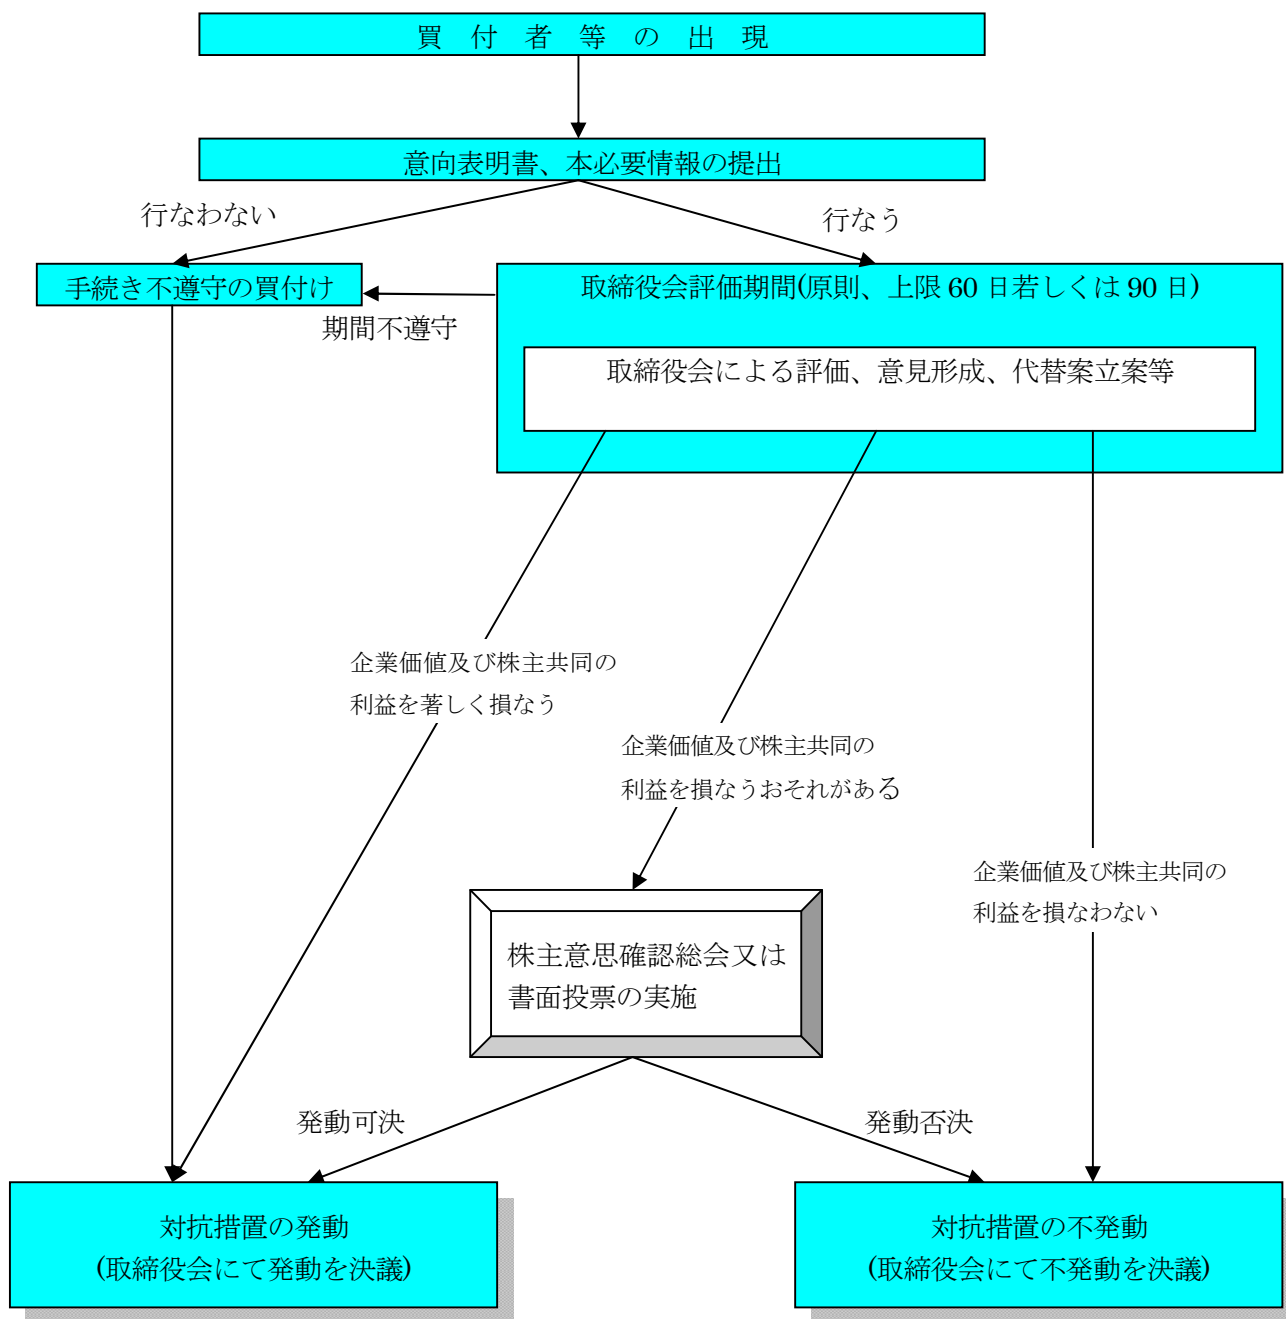 買　付　者　等　の　出　現
意向表明書、本必要情報の提出
行なわない
行なう
手続き不遵守の買付け
取締役会評価期間(原則、上限 60 日若しくは 90 日)
期間不遵守
取締役会による評価、意見形成、代替案立案等
企業価値及び株主共同の
利益を著しく損なう
企業価値及び株主共同の
利益を損なうおそれがある
企業価値及び株主共同の
利益を損なわない
株主意思確認総会又は
書面投票の実施
発動可決
発動否決
対抗措置の発動
(取締役会にて発動を決議)
対抗措置の不発動
(取締役会にて不発動を決議)